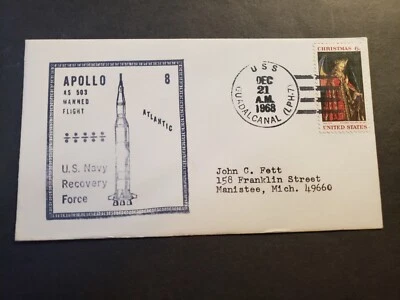 APOLLO 8
AS 503
MANNED
FLIGHT
ATLANTIC
U.S. Navy
Recovery
Force
USS
GUADALCANAL (LPH-7)
DEC
21
A.M.
1968
CHRISTMAS 6¢
UNITED STATES
John C. Fett
158 Franklin Street
Manistee, Mich. 49660